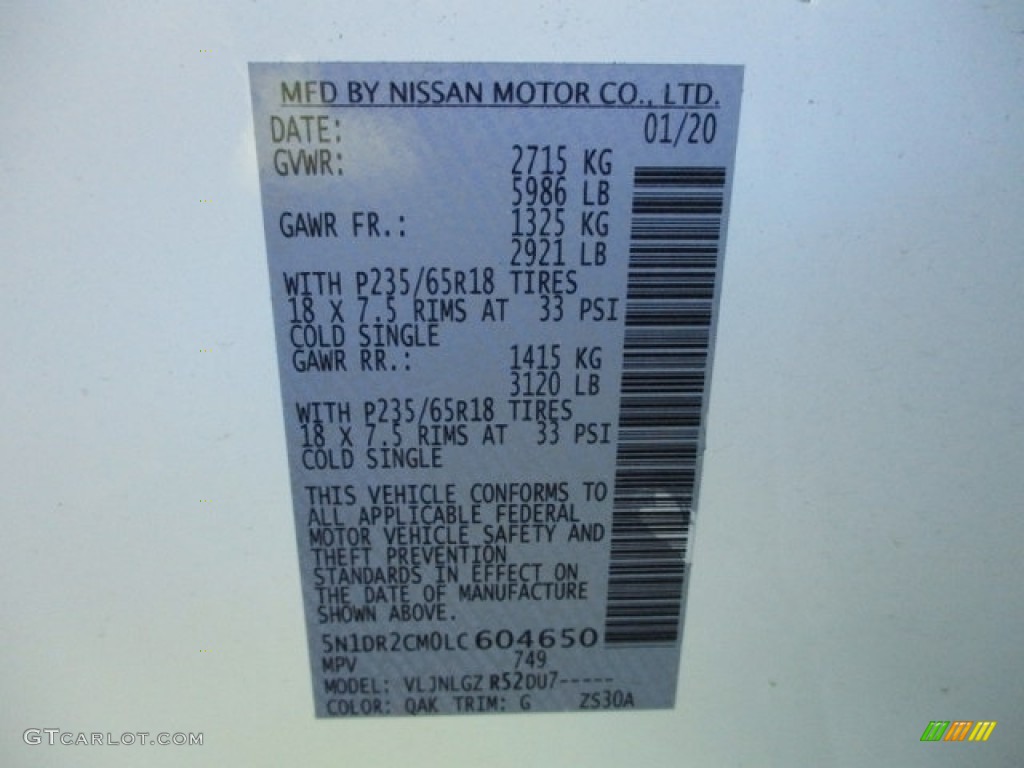 MFD BY NISSAN MOTOR CO., LTD.
DATE: 01/20
GVWR: 2715 KG
5986 LB
GAWR FR.: 1325 KG
2921 LB
WITH P235/65R18 TIRES
18 X 7.5 RIMS AT 33 PSI
COLD SINGLE
GAWR RR.: 1415 KG
3120 LB
WITH P235/65R18 TIRES
18 X 7.5 RIMS AT 33 PSI
COLD SINGLE
THIS VEHICLE CONFORMS TO
ALL APPLICABLE FEDERAL
MOTOR VEHICLE SAFETY AND
THEFT PREVENTION
STANDARDS IN EFFECT ON
THE DATE OF MANUFACTURE
SHOWN ABOVE.
5N1DR2CM0LC604650
MPV 749
MODEL: VLJNLGZ R52DU7-----
COLOR: QAK TRIM: G ZS30A
GTCARLOT.COM